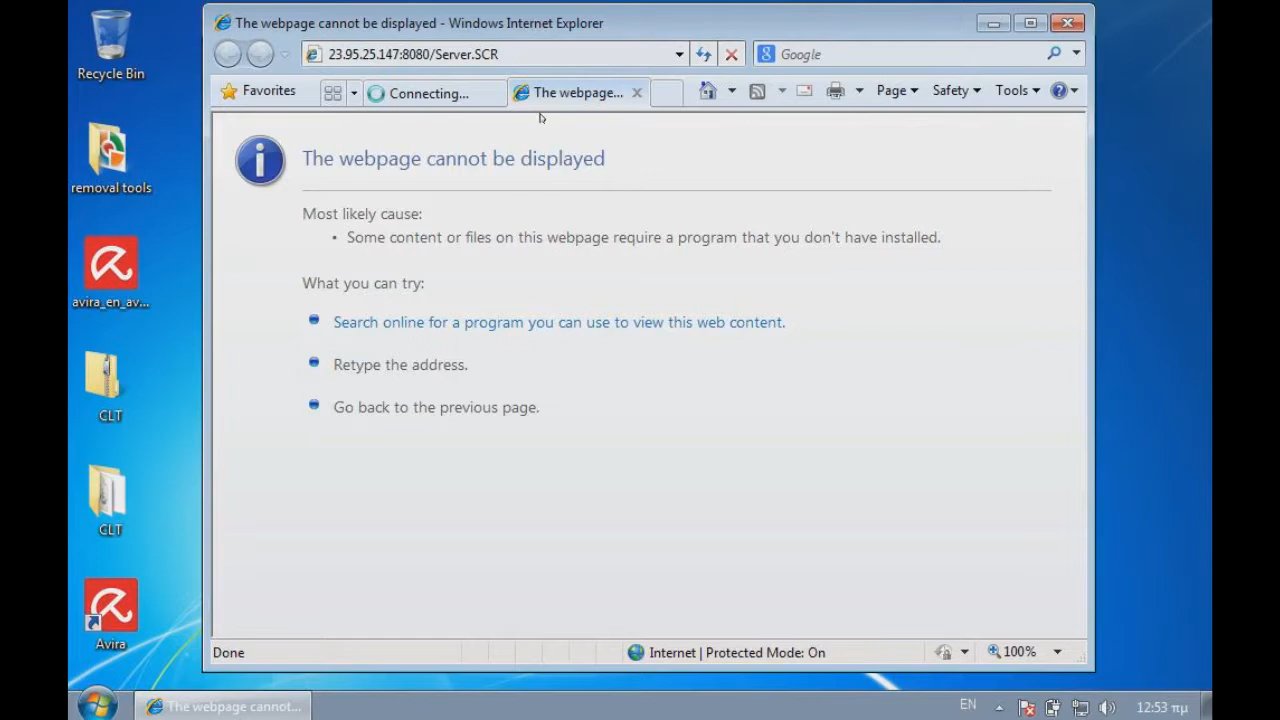 Recycle Bin
removal tools
avira_en_av...
CLT
CLT
Avira
The webpage cannot be displayed - Windows Internet Explorer
23.95.25.147:8080/Server.SCR
Google
Favorites
Connecting...
The webpage...
Page
Safety
Tools
The webpage cannot be displayed
Most likely cause:
• Some content or files on this webpage require a program that you don't have installed.
What you can try:
Search online for a program you can use to view this web content.
Retype the address.
Go back to the previous page.
Done
Internet | Protected Mode: On
100%
The webpage cannot...
EN
12:53 πμ